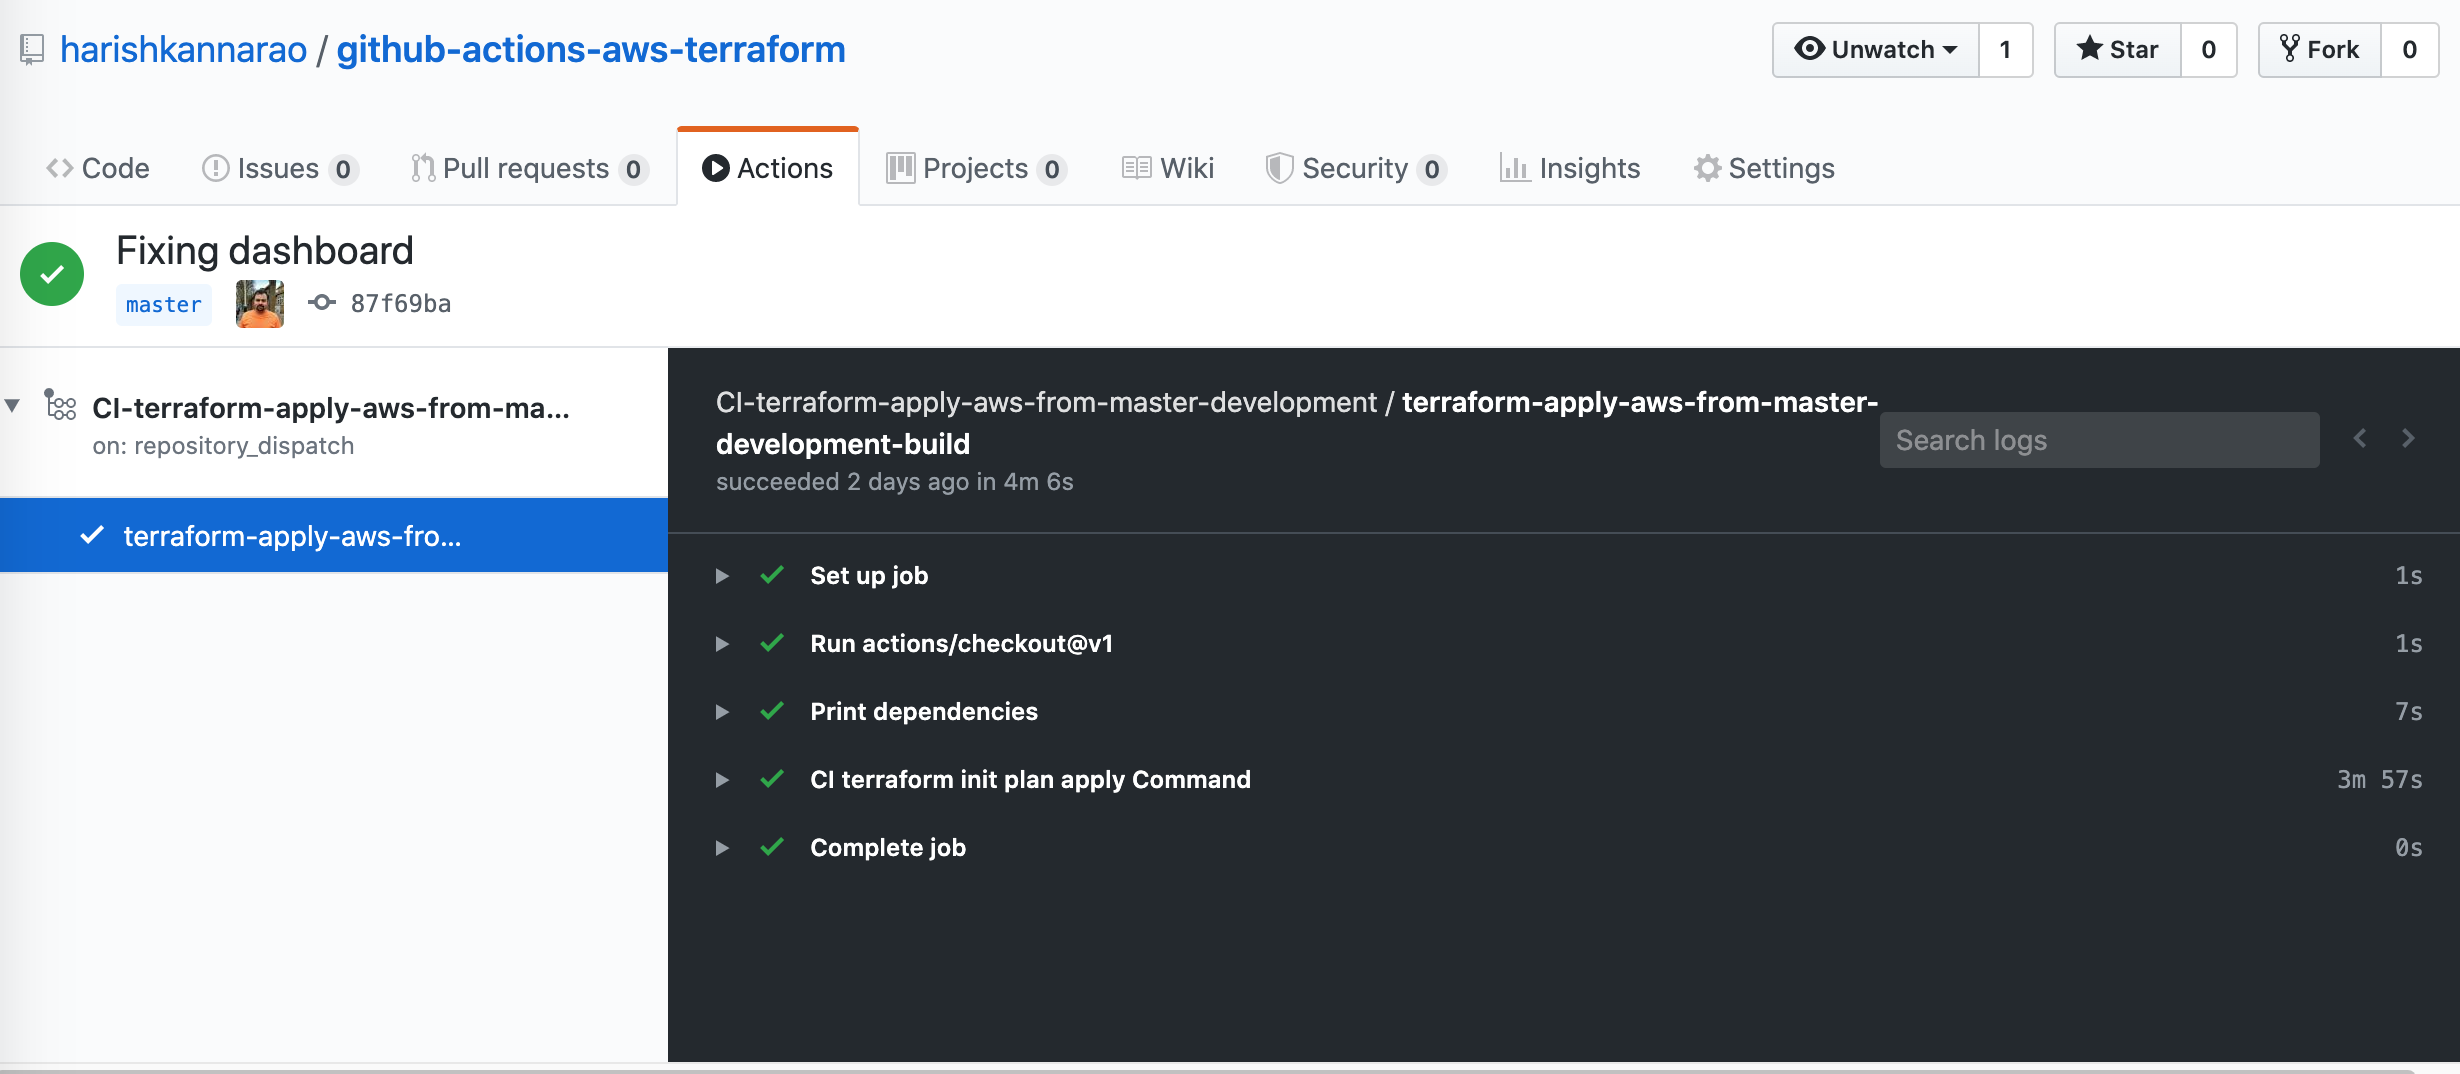 harishkannarao / github-actions-aws-terraform
Unwatch 1 Star 0 Fork 0
Code Issues 0 Pull requests 0 Actions Projects 0 Wiki Security 0 Insights Settings
Fixing dashboard
master 87f69ba
CI-terraform-apply-aws-from-ma...
on: repository_dispatch
terraform-apply-aws-fro...
CI-terraform-apply-aws-from-master-development / terraform-apply-aws-from-master-
development-build
succeeded 2 days ago in 4m 6s
Search logs
Set up job 1s
Run actions/checkout@v1 1s
Print dependencies 7s
CI terraform init plan apply Command 3m 57s
Complete job 0s